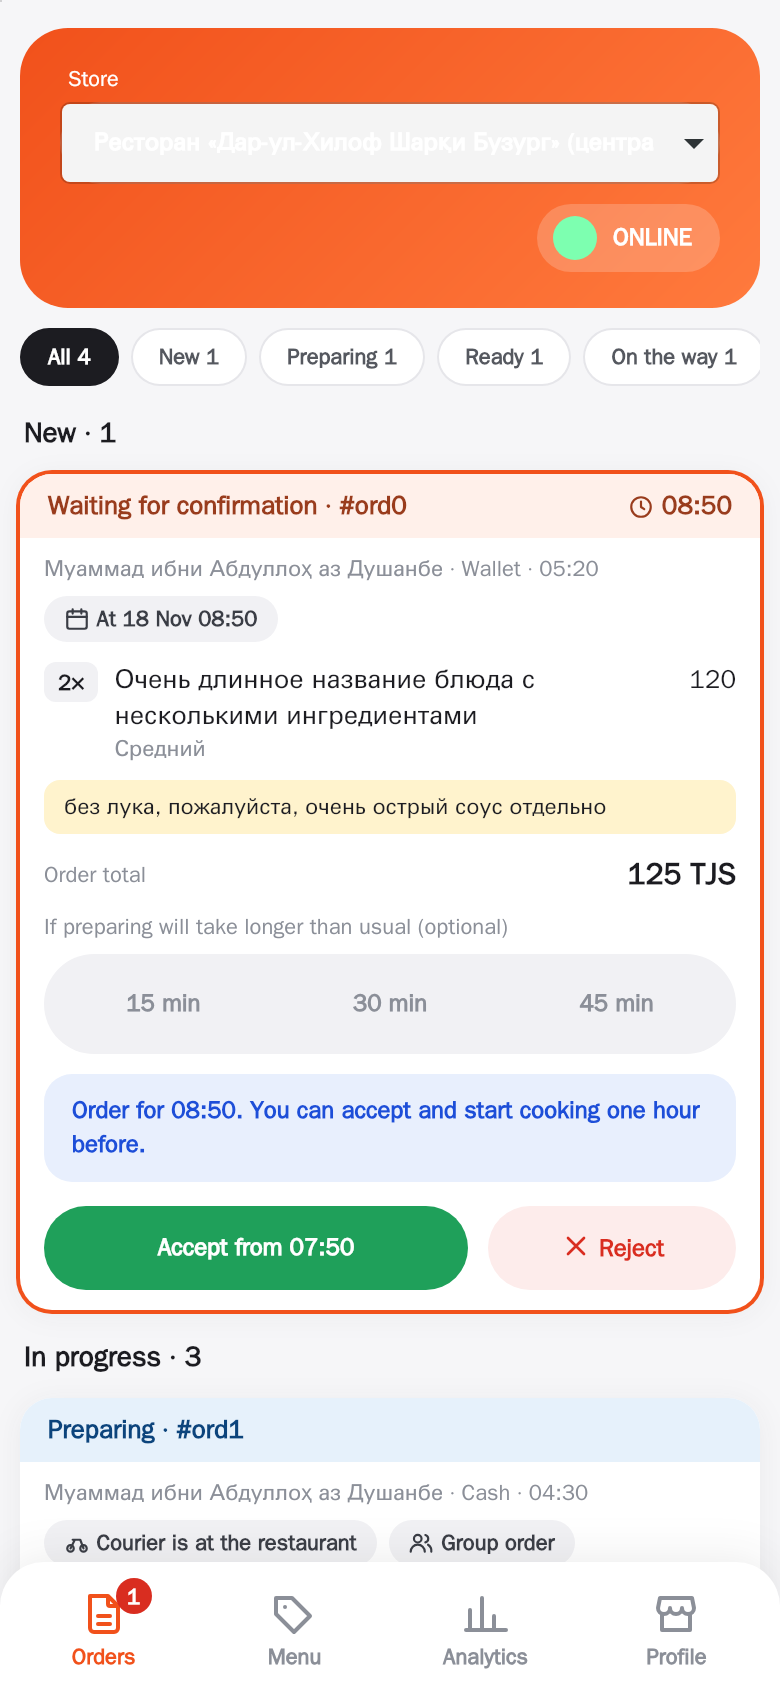 Store
Ресторан «Дар-ул-Хилоф Шарқи Бузург» (центра
ONLINE
All 4
New 1
Preparing 1
Ready 1
On the way 1
New · 1
Waiting for confirmation · #ord0
08:50
Муаммад ибни Абдуллоҳ аз Душанбе · Wallet · 05:20
At 18 Nov 08:50
2×
Очень длинное название блюда с
120
несколькими ингредиентами
Средний
без лука, пожалуйста, очень острый соус отдельно
Order total
125 TJS
If preparing will take longer than usual (optional)
15 min
30 min
45 min
Order for 08:50. You can accept and start cooking one hour
before.
Accept from 07:50
Reject
In progress · 3
Preparing · #ord1
Муаммад ибни Абдуллоҳ аз Душанбе · Cash · 04:30
Courier is at the restaurant
Group order
1
Orders
Menu
Analytics
Profile